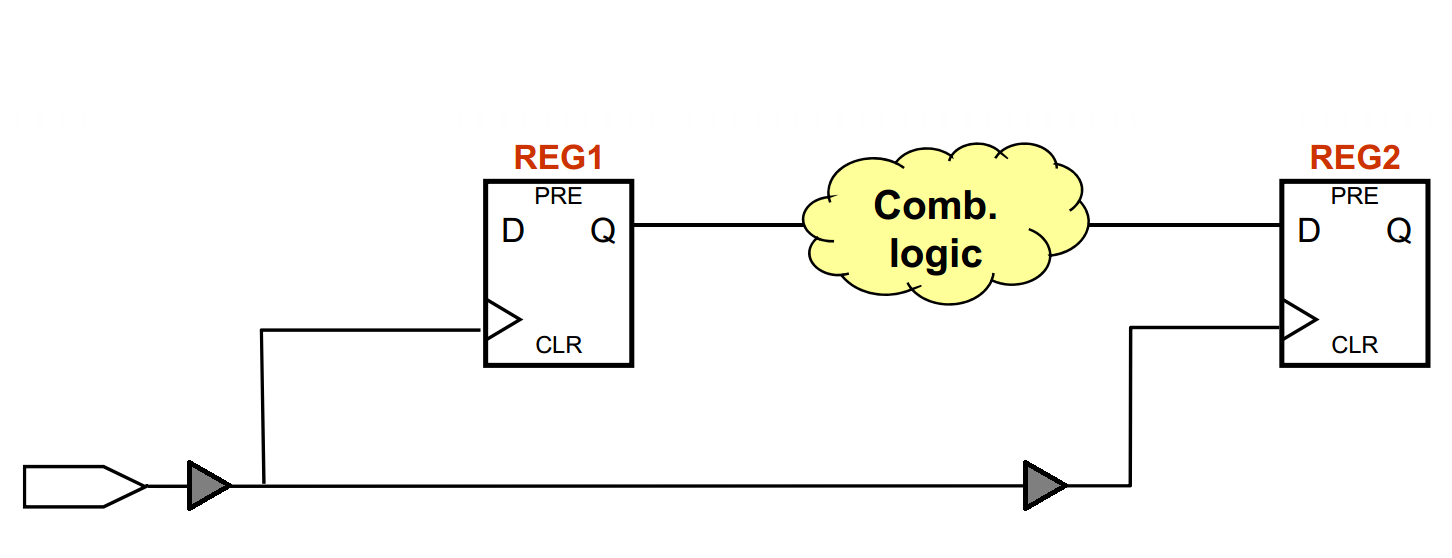 REG1
PRE
D Q
CLR
Comb.
logic
REG2
PRE
D Q
CLR